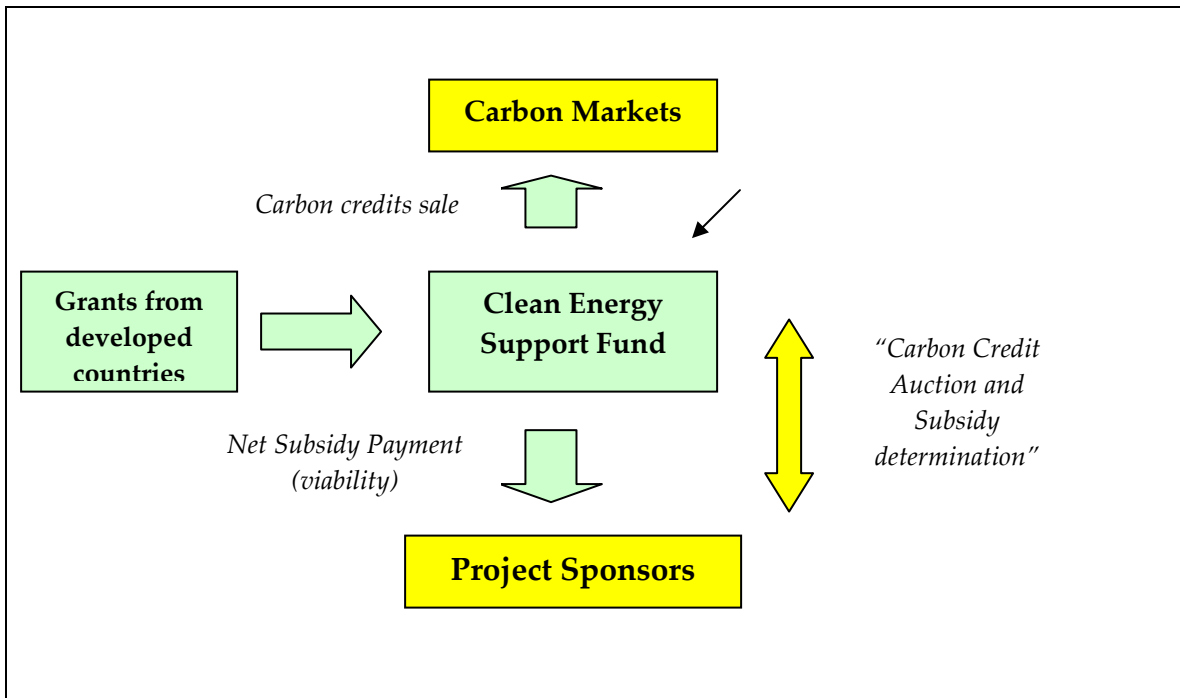 Carbon Markets
Carbon credits sale
Grants from
developed
countries
Clean Energy
Support Fund
“Carbon Credit
Auction and
Subsidy
determination”
Net Subsidy Payment
(viability)
Project Sponsors